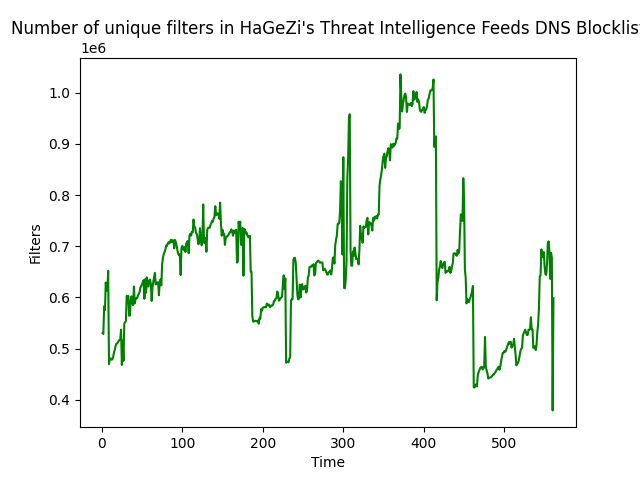 Number of unique filters in HaGeZi's Threat Intelligence Feeds DNS Blocklis
1e6
1.0
0.9
0.8
0.7
0.6
0.5
0.4
Filters
0 100 200 300 400 500
Time